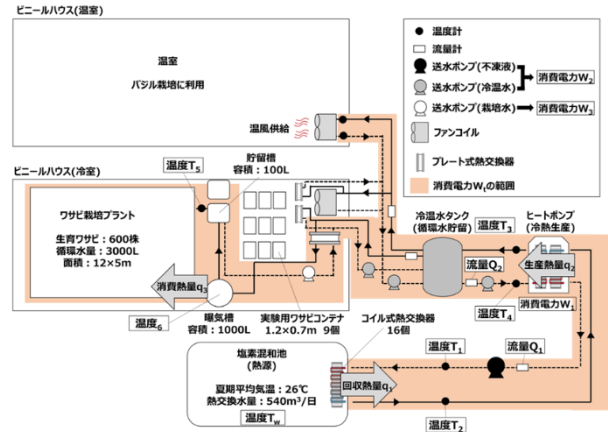 ビニールハウス(温室)
温室
バジル栽培に利用
温風供給
温度計
流量計
送水ポンプ(不凍液)
送水ポンプ(冷温水)
消費電力W2
送水ポンプ(栽培水)
消費電力W3
ファンコイル
プレート式熱交換器
消費電力Wtの範囲
ビニールハウス(冷室)
温度T5
貯留槽
容積：100L
ワサビ栽培プラント
生育ワサビ：600株
循環水量：3000L
面積：12×5m
消費熱量q3
温度6
曝気槽
容積：1000L
実験用ワサビコンテナ
1.2×0.7m 9個
冷温水タンク
(循環水貯留)
温度T3
ヒートポンプ
(冷熱生産)
流量Q2
生産熱量q2
消費電力W1
温度T4
コイル式熱交換器
16個
塩素混和池
(熱源)
夏期平均気温：26℃
熱交換水量：540m³/日
温度Tw
回収熱量q1
温度T1
流量Q1
温度T2